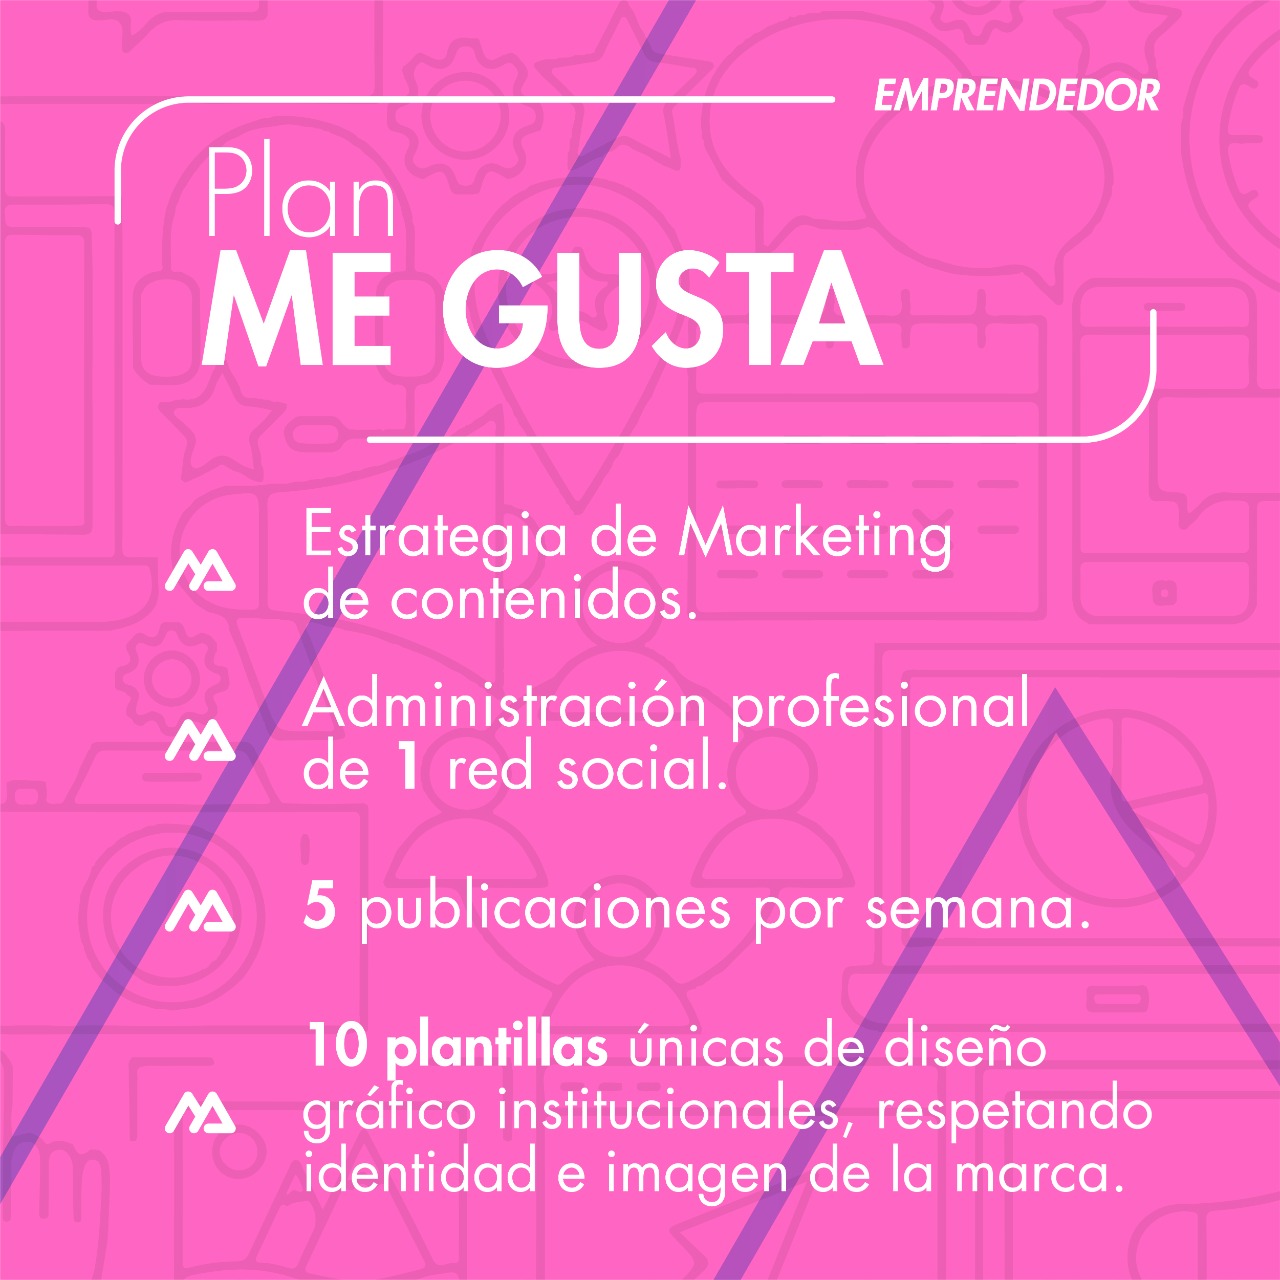 EMPRENDEDOR
Plan
ME GUSTA
Estrategia de Marketing
de contenidos.
Administración profesional
de 1 red social.
5 publicaciones por semana.
10 plantillas únicas de diseño
gráfico institucionales, respetando
identidad e imagen de la marca.